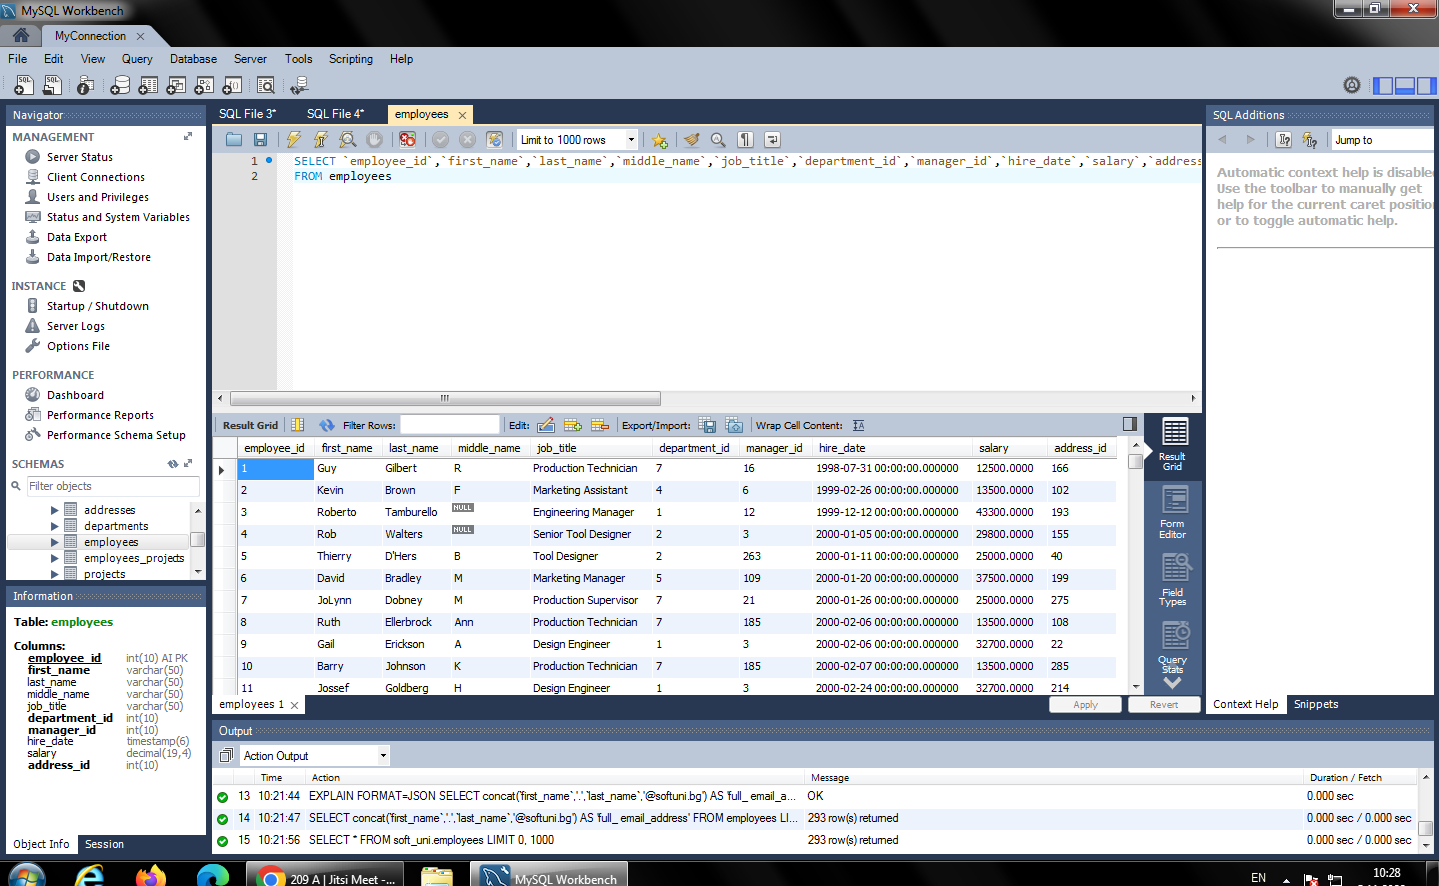 MySQL Workbench
MyConnection
File Edit View Query Database Server Tools Scripting Help
Navigator
MANAGEMENT
Server Status
Client Connections
Users and Privileges
Status and System Variables
Data Export
Data Import/Restore
INSTANCE
Startup / Shutdown
Server Logs
Options File
PERFORMANCE
Dashboard
Performance Reports
Performance Schema Setup
SCHEMAS
Filter objects
addresses
departments
employees
employees_projects
projects
Information
Table: employees
Columns:
employee_id int(10) AI PK
first_name varchar(50)
last_name varchar(50)
middle_name varchar(50)
job_title varchar(50)
department_id int(10)
manager_id int(10)
hire_date timestamp(6)
salary decimal(19,4)
address_id int(10)
Object Info Session
SQL File 3* SQL File 4* employees
Limit to 1000 rows
1 SELECT `employee_id`,`first_name`,`last_name`,`middle_name`,`job_title`,`department_id`,`manager_id`,`hire_date`,`salary`,`address
2 FROM employees
Result Grid Filter Rows: Edit: Export/Import: Wrap Cell Content:
employee_id first_name last_name middle_name job_title department_id manager_id hire_date salary address_id
1 Guy Gilbert R Production Technician 7 16 1998-07-31 00:00:00.000000 12500.0000 166
2 Kevin Brown F Marketing Assistant 4 6 1999-02-26 00:00:00.000000 13500.0000 102
3 Roberto Tamburello NULL Engineering Manager 1 12 1999-12-12 00:00:00.000000 43300.0000 193
4 Rob Walters NULL Senior Tool Designer 2 3 2000-01-05 00:00:00.000000 29800.0000 155
5 Thierry D'Hers B Tool Designer 2 263 2000-01-11 00:00:00.000000 25000.0000 40
6 David Bradley M Marketing Manager 5 109 2000-01-20 00:00:00.000000 37500.0000 199
7 JoLynn Dobney M Production Supervisor 7 21 2000-01-26 00:00:00.000000 25000.0000 275
8 Ruth Ellerbrock Ann Production Technician 7 185 2000-02-06 00:00:00.000000 13500.0000 108
9 Gail Erickson A Design Engineer 1 3 2000-02-06 00:00:00.000000 32700.0000 22
10 Barry Johnson K Production Technician 7 185 2000-02-07 00:00:00.000000 13500.0000 285
11 Jossef Goldberg H Design Engineer 1 3 2000-02-24 00:00:00.000000 32700.0000 214
Result Grid
Form Editor
Field Types
Query Stats
employees 1
Apply Revert
SQL Additions
Jump to
Automatic context help is disabled
Use the toolbar to manually get
help for the current caret position
or to toggle automatic help.
Context Help Snippets
Output
Action Output
Time Action Message Duration / Fetch
13 10:21:44 EXPLAIN FORMAT=JSON SELECT concat(`first_name`,'.',`last_name`,'@softuni.bg') AS 'full_ email_a... OK 0.000 sec
14 10:21:47 SELECT concat(`first_name`,'.',`last_name`,'@softuni.bg') AS 'full_ email_address' FROM employees LI... 293 row(s) returned 0.000 sec / 0.000 sec
15 10:21:56 SELECT * FROM soft_uni.employees LIMIT 0, 1000 293 row(s) returned 0.000 sec / 0.000 sec
209 A | Jitsi Meet -...
MySQL Workbench
EN
10:28